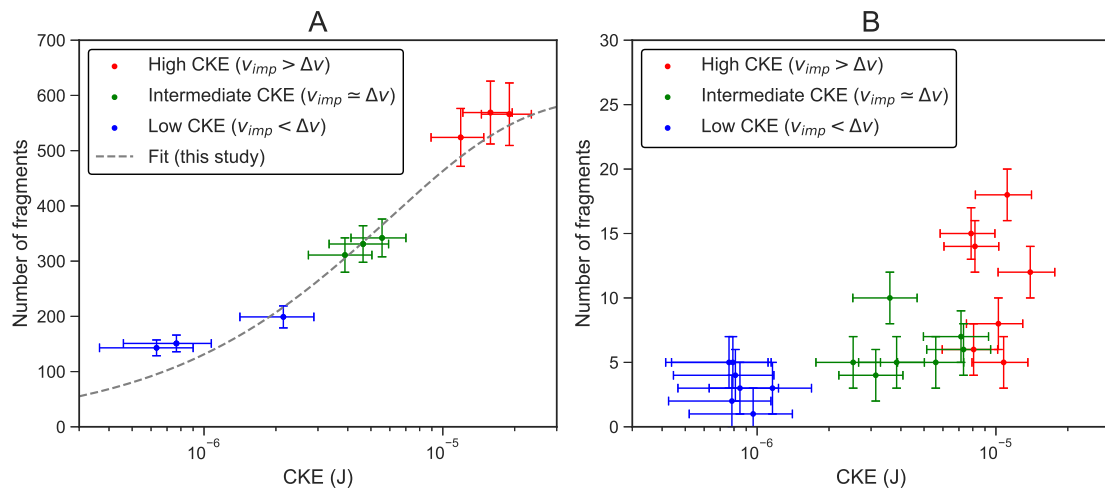 A
Number of fragments
700
600
500
400
300
200
100
0
High CKE (v_imp > Δv)
Intermediate CKE (v_imp ≃ Δv)
Low CKE (v_imp < Δv)
Fit (this study)
10⁻⁶
10⁻⁵
CKE (J)
B
Number of fragments
30
25
20
15
10
5
0
High CKE (v_imp > Δv)
Intermediate CKE (v_imp ≃ Δv)
Low CKE (v_imp < Δv)
10⁻⁶
10⁻⁵
CKE (J)